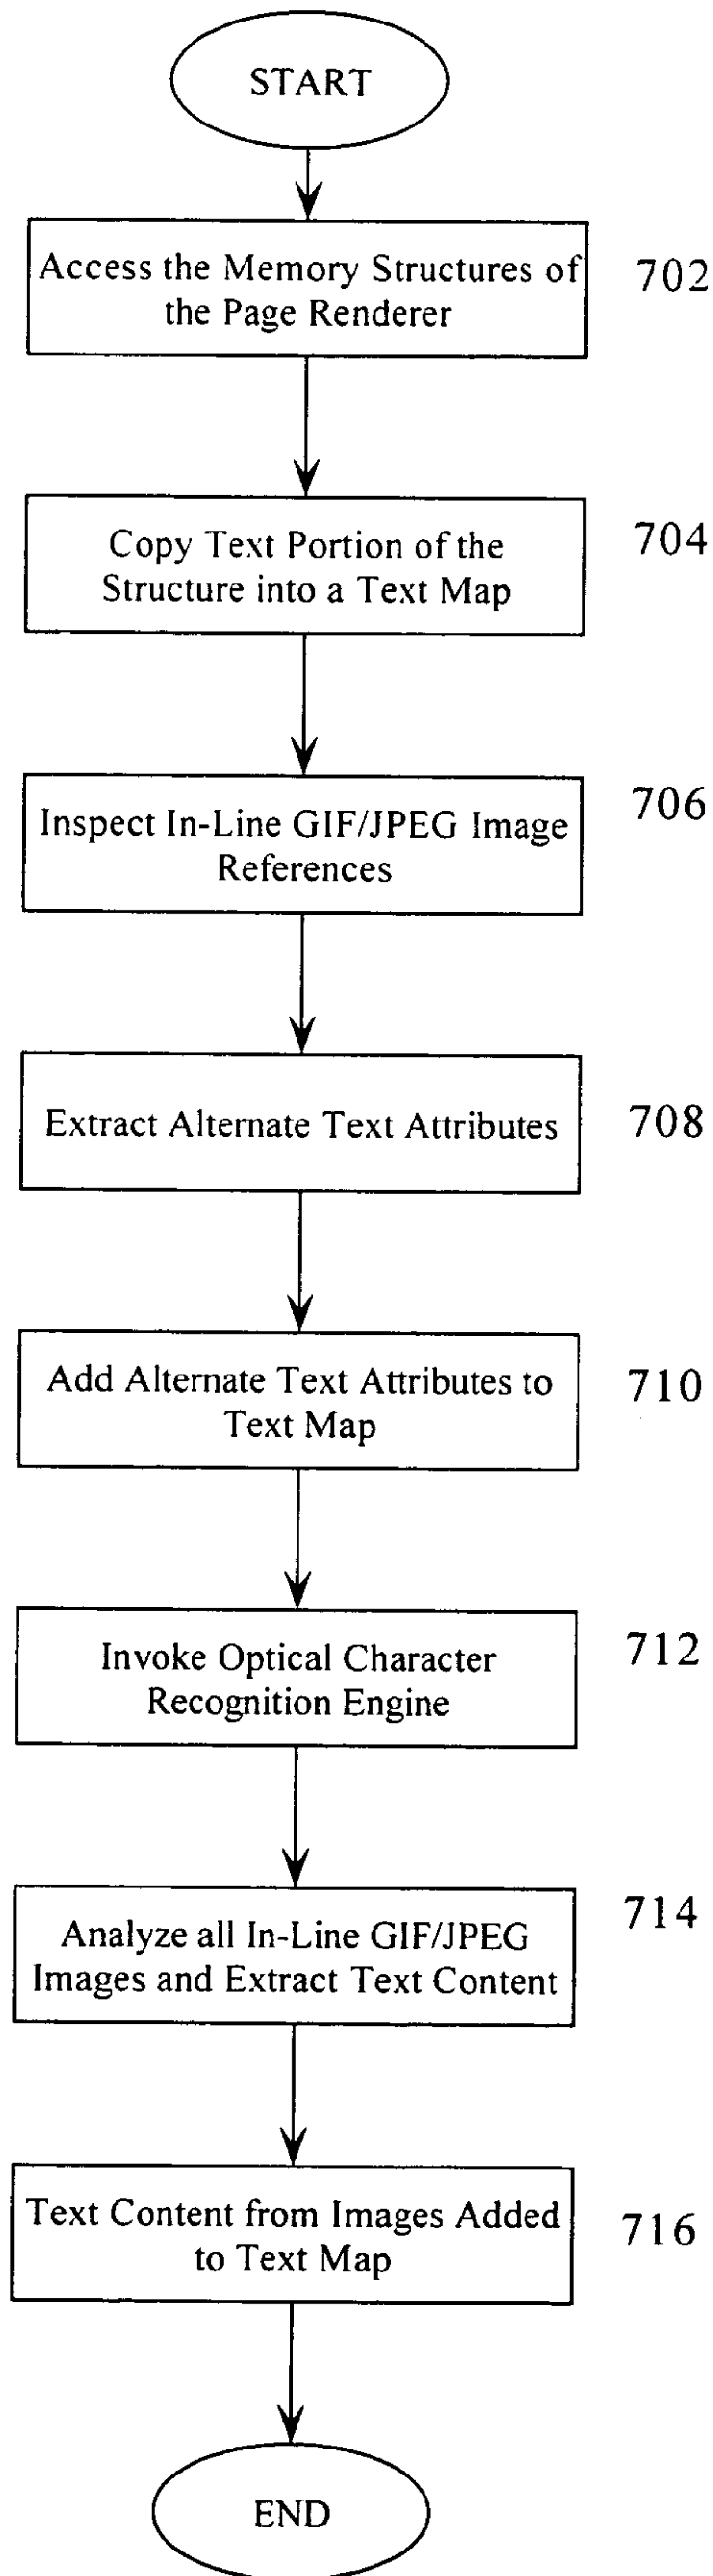 START
Access the Memory Structures of
the Page Renderer
702
Copy Text Portion of the
Structure into a Text Map
704
Inspect In-Line GIF/JPEG Image
References
706
Extract Alternate Text Attributes
708
Add Alternate Text Attributes to
Text Map
710
Invoke Optical Character
Recognition Engine
712
Analyze all In-Line GIF/JPEG
Images and Extract Text Content
714
Text Content from Images Added
to Text Map
716
END